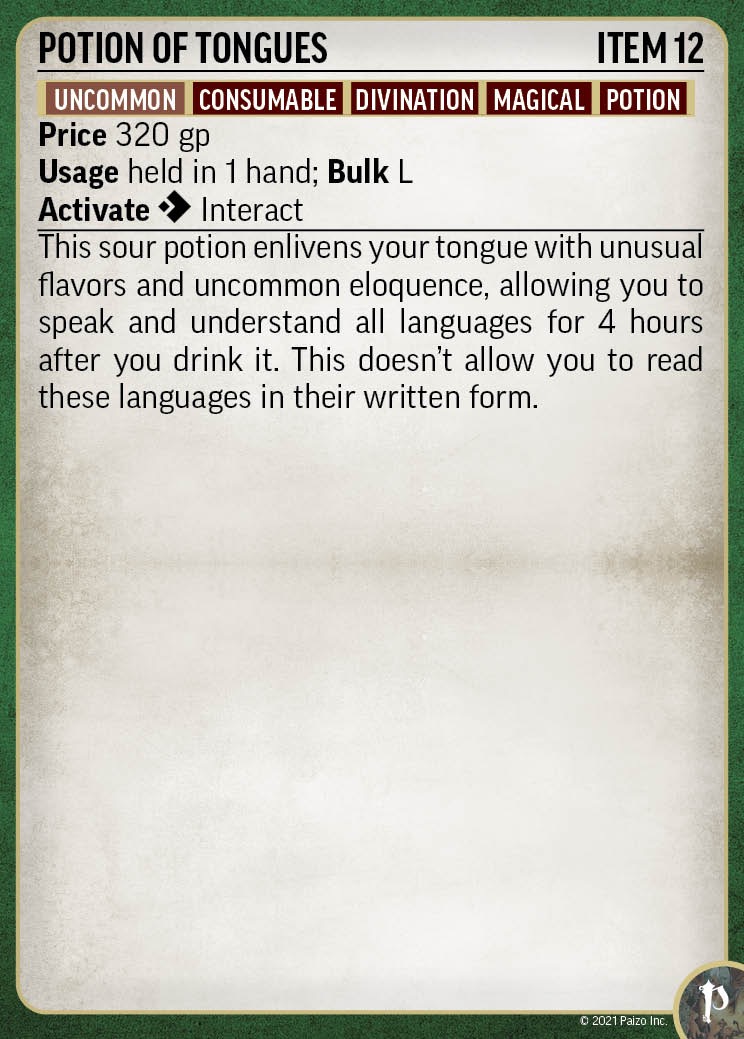 POTION OF TONGUES ITEM 12
UNCOMMON CONSUMABLE DIVINATION MAGICAL POTION
Price 320 gp
Usage held in 1 hand; Bulk L
Activate Interact
This sour potion enlivens your tongue with unusual
flavors and uncommon eloquence, allowing you to
speak and understand all languages for 4 hours
after you drink it. This doesn’t allow you to read
these languages in their written form.
© 2021 Paizo Inc.
p